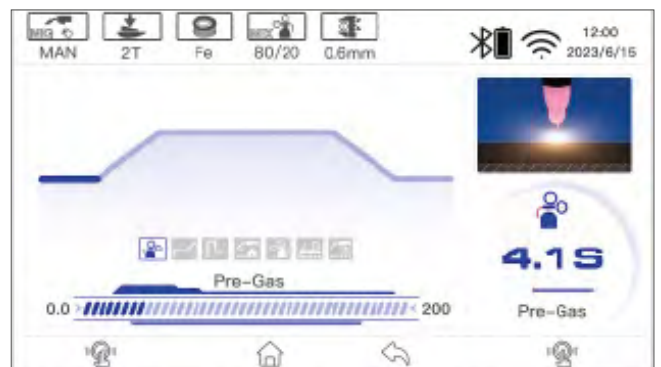 MIG
MAN 2T Fe 80/20 0.6mm
MIX
12:00
2023/6/15
4.1S
Pre-Gas
0.0 200
Pre-Gas